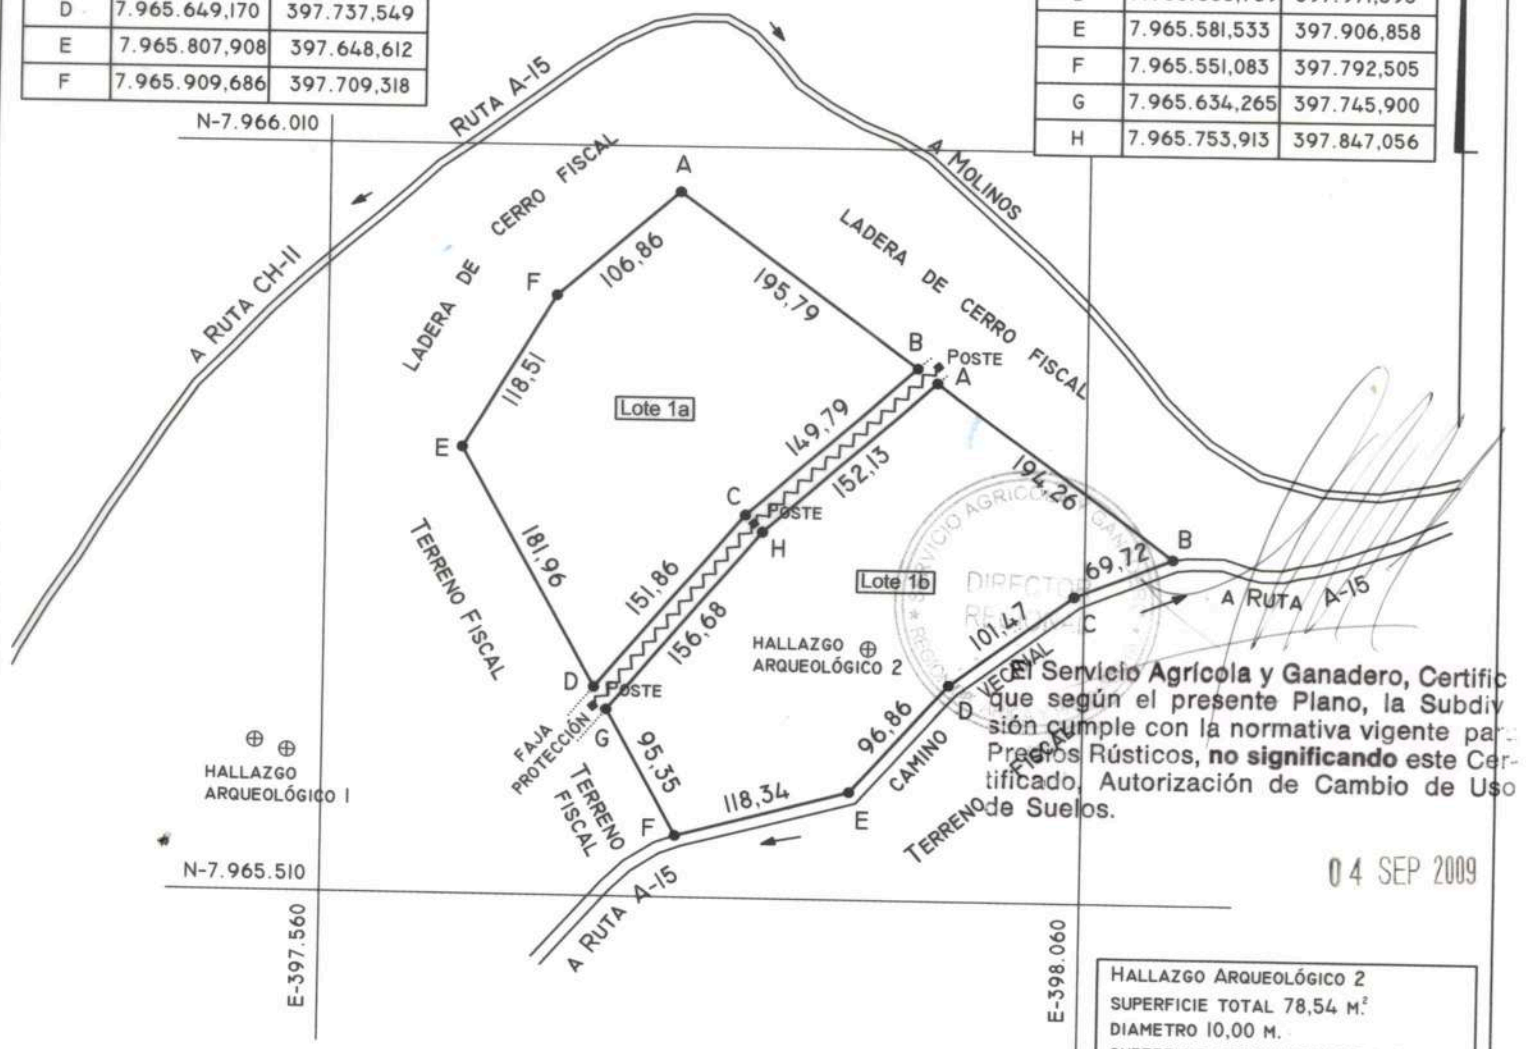 D 7.965.649,170 397.737,549
E 7.965.807,908 397.648,612
F 7.965.909,686 397.709,318
E 7.965.581,533 397.906,858
F 7.965.551,083 397.792,505
G 7.965.634,265 397.745,900
H 7.965.753,913 397.847,056
N-7.966.010
RUTA A-15
A MOLINOS
A RUTA CH-11
LADERA DE CERRO FISCAL
LADERA DE CERRO FISCAL
A
106,86
195,79
F
118,51
B
POSTE
A
Lote 1a
149,79
152,13
E
194,26
C
POSTE
H
181,96
151,86
156,68
TERRENO FISCAL
SERVICIO AGRICOLA Y GANADERO
DIRECTOR
REGIONAL
REGION
Lote 1b
B
69,72
A RUTA A-15
C
101,47
HALLAZGO
ARQUEOLÓGICO 2
D
POSTE
FAJA
PROTECCIÓN
G
95,35
TERRENO
FISCAL
D
96,86
CAMINO VECINAL
TERRENO FISCAL
El Servicio Agrícola y Ganadero, Certific
que según el presente Plano, la Subdiv
sión cumple con la normativa vigente par
Predios Rústicos, no significando este Cer-
tificado, Autorización de Cambio de Uso
de Suelos.
HALLAZGO
ARQUEOLÓGICO 1
118,34
F
E
A RUTA A-15
N-7.965.510
04 SEP 2009
E-397.560
E-398.060
HALLAZGO ARQUEOLÓGICO 2
SUPERFICIE TOTAL 78,54 M.²
DIAMETRO 10,00 M.